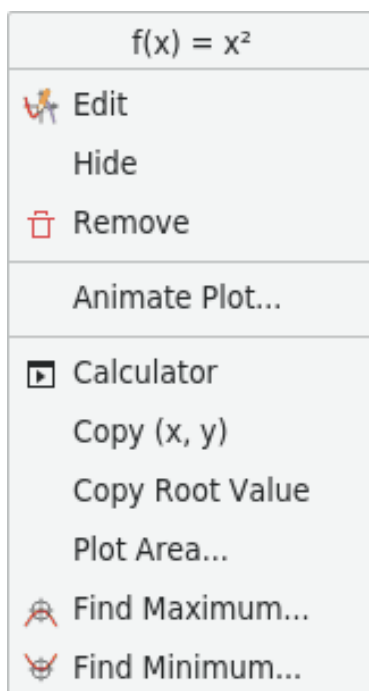 f(x) = x²
Edit
Hide
Remove
Animate Plot...
Calculator
Copy (x, y)
Copy Root Value
Plot Area...
Find Maximum...
Find Minimum...